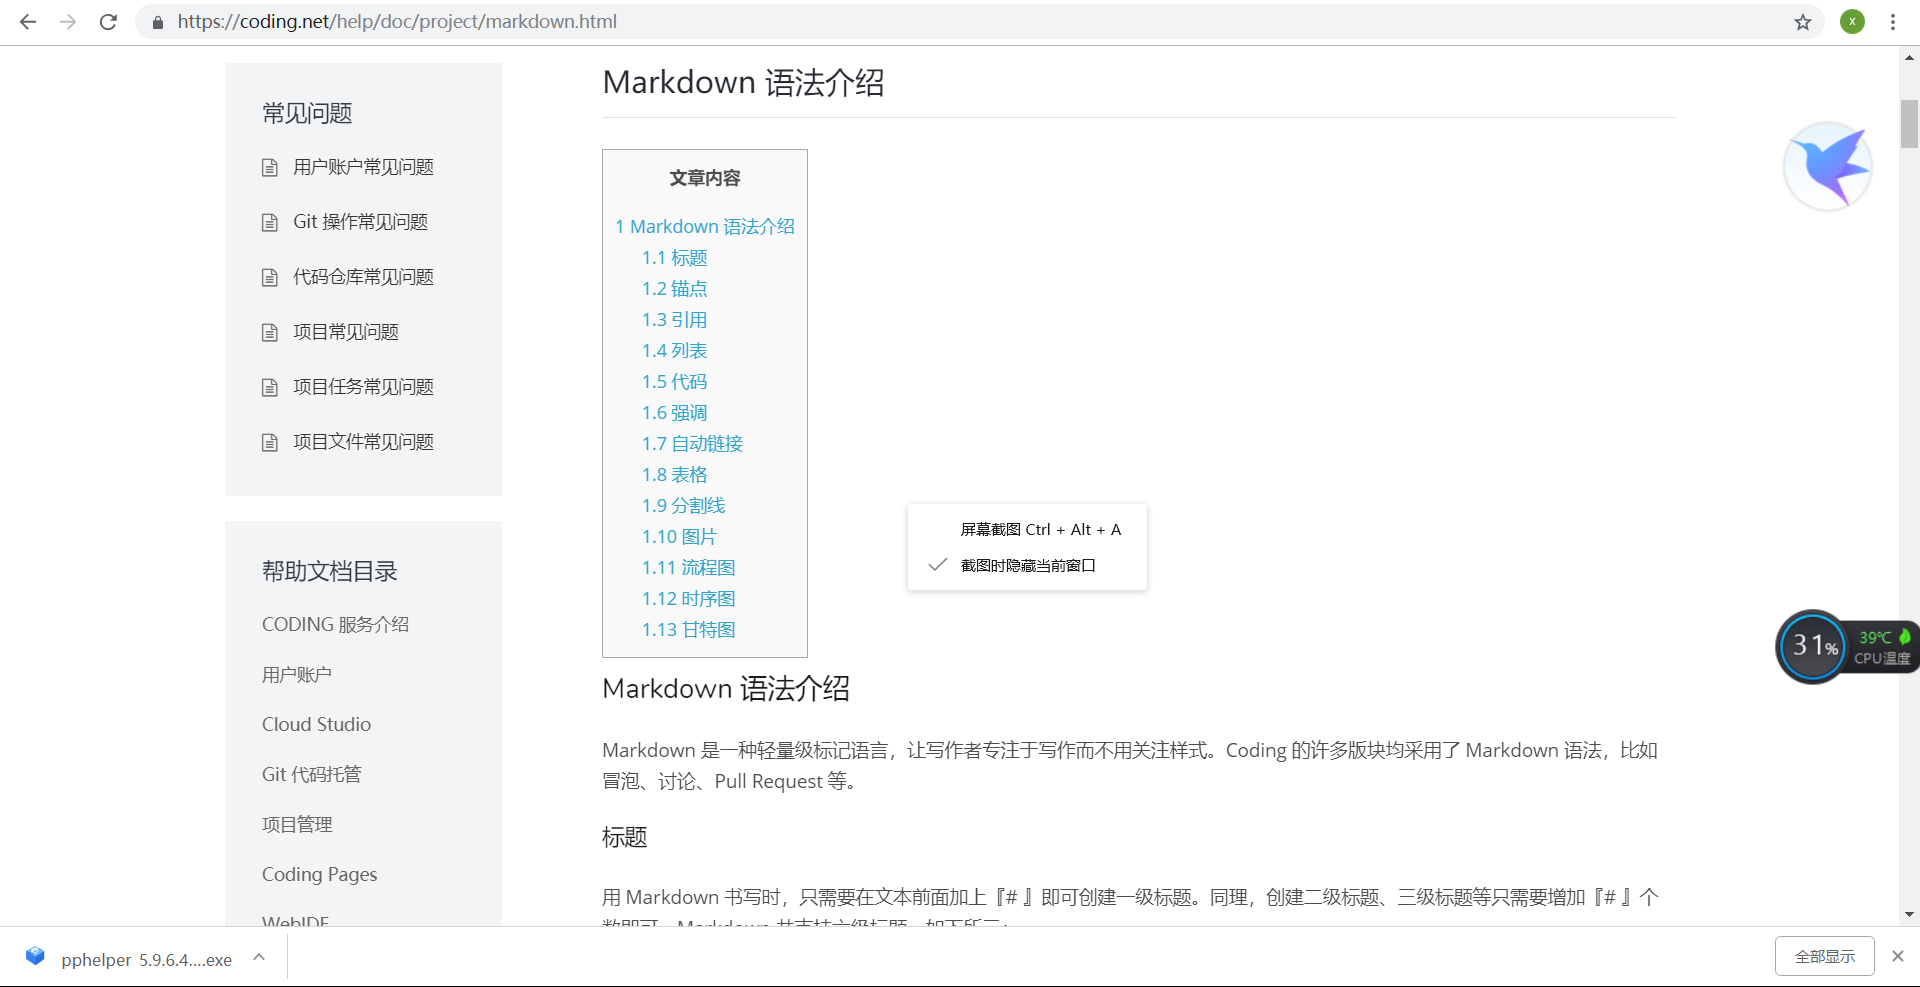 https://coding.net/help/doc/project/markdown.html
X
常见问题
用户账户常见问题
Git 操作常见问题
代码仓库常见问题
项目常见问题
项目任务常见问题
项目文件常见问题
帮助文档目录
CODING 服务介绍
用户账户
Cloud Studio
Git 代码托管
项目管理
Coding Pages
WebIDE
Markdown 语法介绍
文章内容
1 Markdown 语法介绍
1.1 标题
1.2 锚点
1.3 引用
1.4 列表
1.5 代码
1.6 强调
1.7 自动链接
1.8 表格
1.9 分割线
1.10 图片
1.11 流程图
1.12 时序图
1.13 甘特图
屏幕截图 Ctrl + Alt + A
截图时隐藏当前窗口
31%
39℃
CPU温度
Markdown 语法介绍
Markdown 是一种轻量级标记语言，让写作者专注于写作而不用关注样式。Coding 的许多版块均采用了 Markdown 语法，比如
冒泡、讨论、Pull Request 等。
标题
用 Markdown 书写时，只需要在文本前面加上『# 』即可创建一级标题。同理，创建二级标题、三级标题等只需要增加『# 』个
数即可，Markdown 共支持六级标题，如下所示：
pphelper_5.9.6.4....exe
全部显示